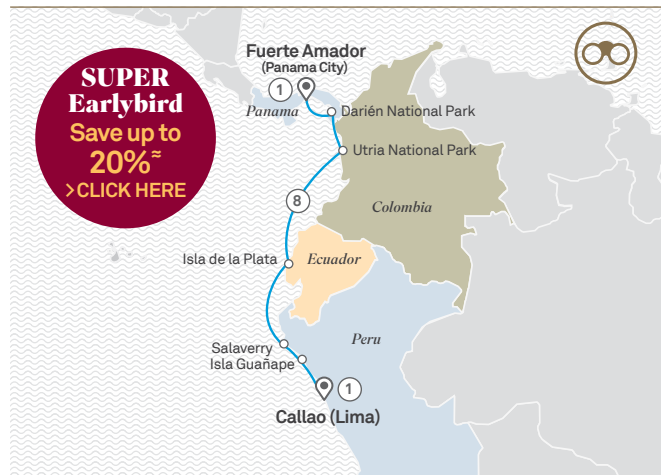 SUPER
Earlybird
Save up to
20%≈
>CLICK HERE
Fuerte Amador
(Panama City)
1
Panama
Darién National Park
Utria National Park
8
Colombia
Isla de la Plata
Ecuador
Peru
Salaverry
Isla Guañape
1
Callao (Lima)